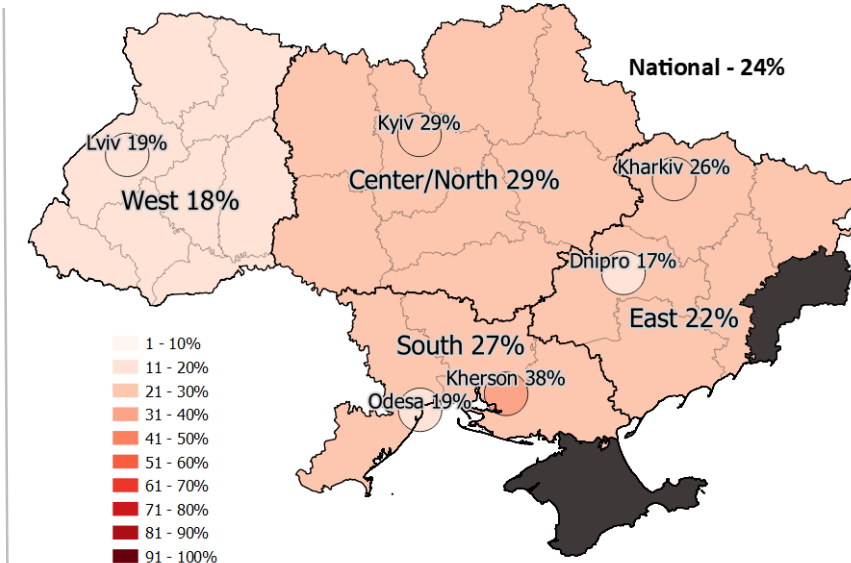 National - 24%
Kyiv 29%
Lviv 19%
Kharkiv 26%
Center/North 29%
West 18%
Dnipro 17%
East 22%
South 27%
Kherson 38%
Odesa 19%
1 - 10%
11 - 20%
21 - 30%
31 - 40%
41 - 50%
51 - 60%
61 - 70%
71 - 80%
81 - 90%
91 - 100%